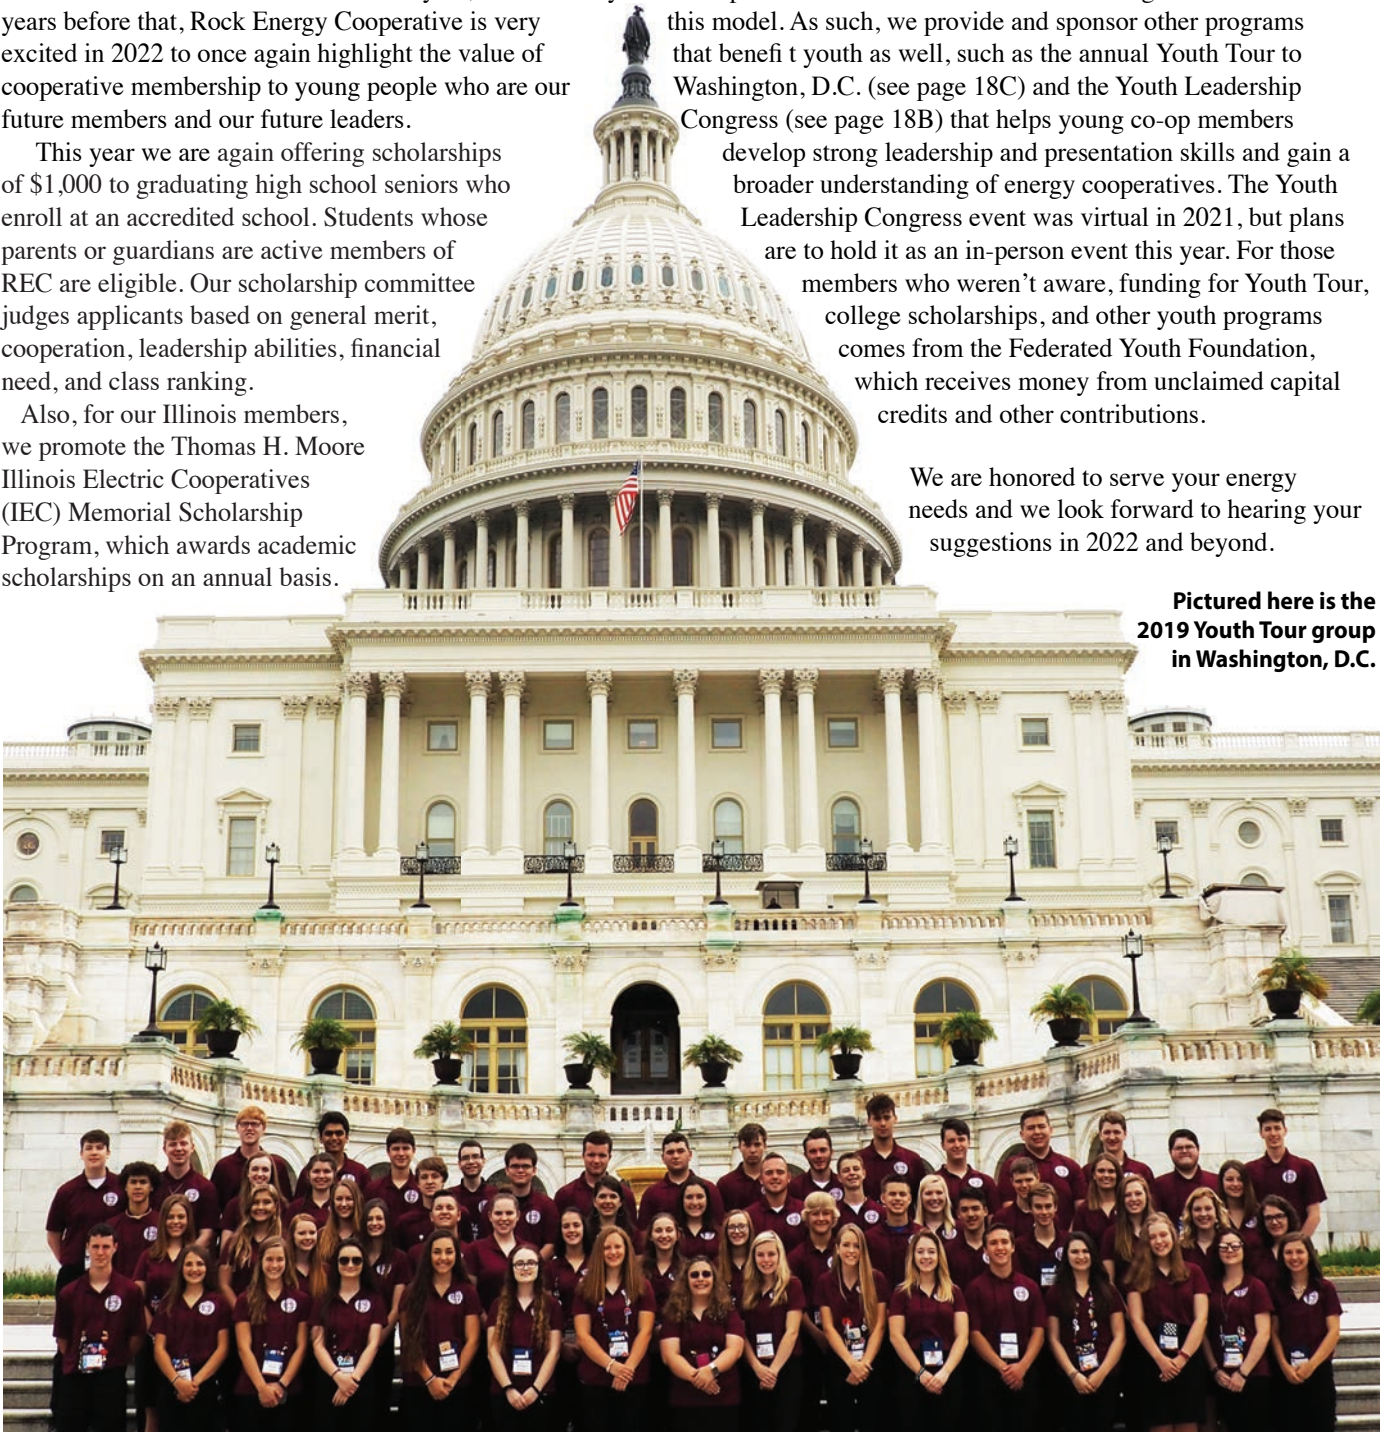 years before that, Rock Energy Cooperative is very
excited in 2022 to once again highlight the value of
cooperative membership to young people who are our
future members and our future leaders.
This year we are again offering scholarships
of $1,000 to graduating high school seniors who
enroll at an accredited school. Students whose
parents or guardians are active members of
REC are eligible. Our scholarship committee
judges applicants based on general merit,
cooperation, leadership abilities, financial
need, and class ranking.
Also, for our Illinois members,
we promote the Thomas H. Moore
Illinois Electric Cooperatives
(IEC) Memorial Scholarship
Program, which awards academic
scholarships on an annual basis.
this model. As such, we provide and sponsor other programs
that benefi t youth as well, such as the annual Youth Tour to
Washington, D.C. (see page 18C) and the Youth Leadership
Congress (see page 18B) that helps young co-op members
develop strong leadership and presentation skills and gain a
broader understanding of energy cooperatives. The Youth
Leadership Congress event was virtual in 2021, but plans
are to hold it as an in-person event this year. For those
members who weren’t aware, funding for Youth Tour,
college scholarships, and other youth programs
comes from the Federated Youth Foundation,
which receives money from unclaimed capital
credits and other contributions.
We are honored to serve your energy
needs and we look forward to hearing your
suggestions in 2022 and beyond.
Pictured here is the
2019 Youth Tour group
in Washington, D.C.